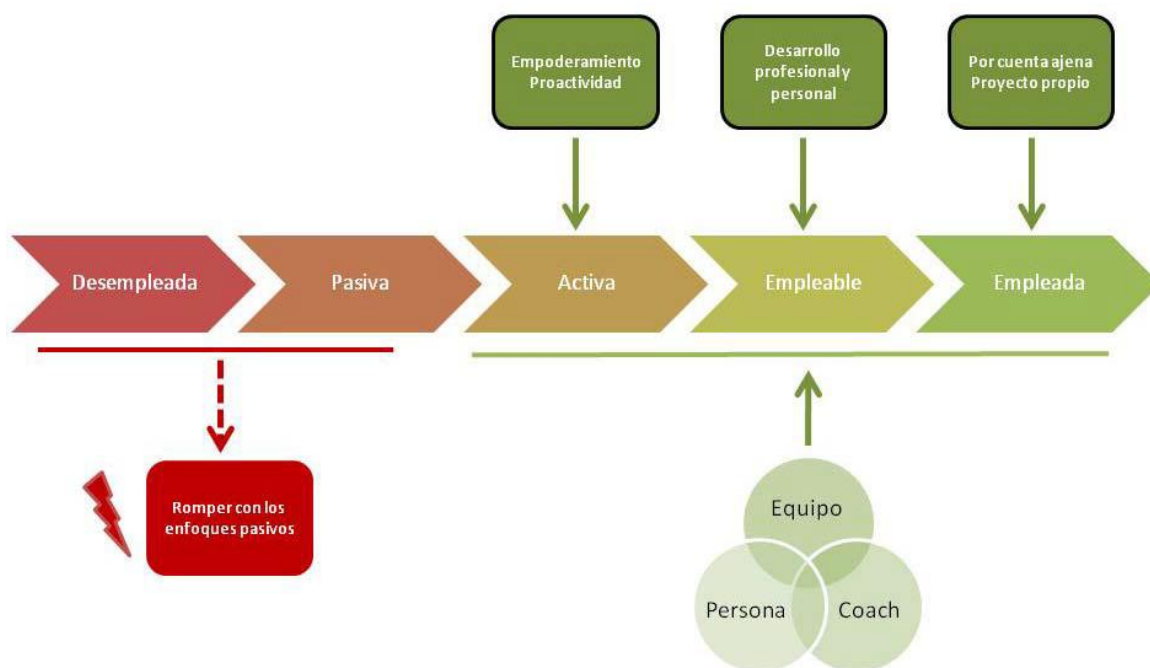 Empoderamiento
Proactividad
Desarrollo
profesional y
personal
Por cuenta ajena
Proyecto propio
Desempleada
Pasiva
Activa
Empleable
Empleada
Romper con los
enfoques pasivos
Equipo
Persona
Coach